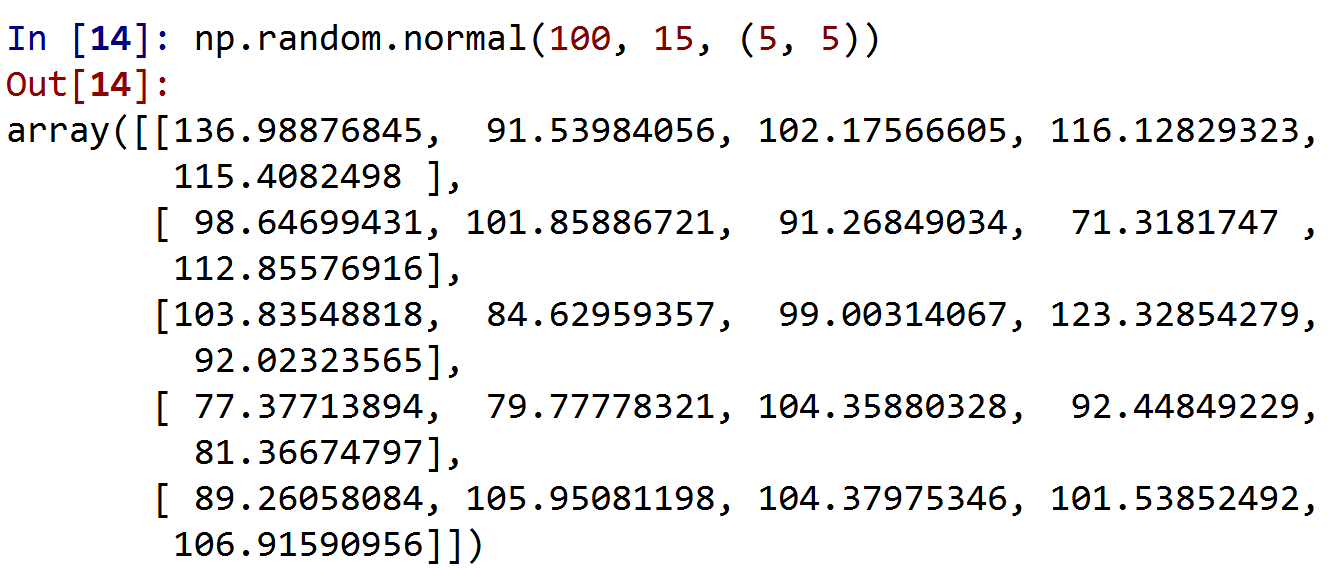 In [14]: np.random.normal(100, 15, (5, 5))
Out[14]:
array([[136.98876845,  91.53984056, 102.17566605, 116.12829323,
        115.4082498 ],
       [ 98.64699431, 101.85886721,  91.26849034,  71.3181747 ,
        112.85576916],
       [103.83548818,  84.62959357,  99.00314067, 123.32854279,
         92.02323565],
       [ 77.37713894,  79.77778321, 104.35880328,  92.44849229,
         81.36674797],
       [ 89.26058084, 105.95081198, 104.37975346, 101.53852492,
        106.91590956]])